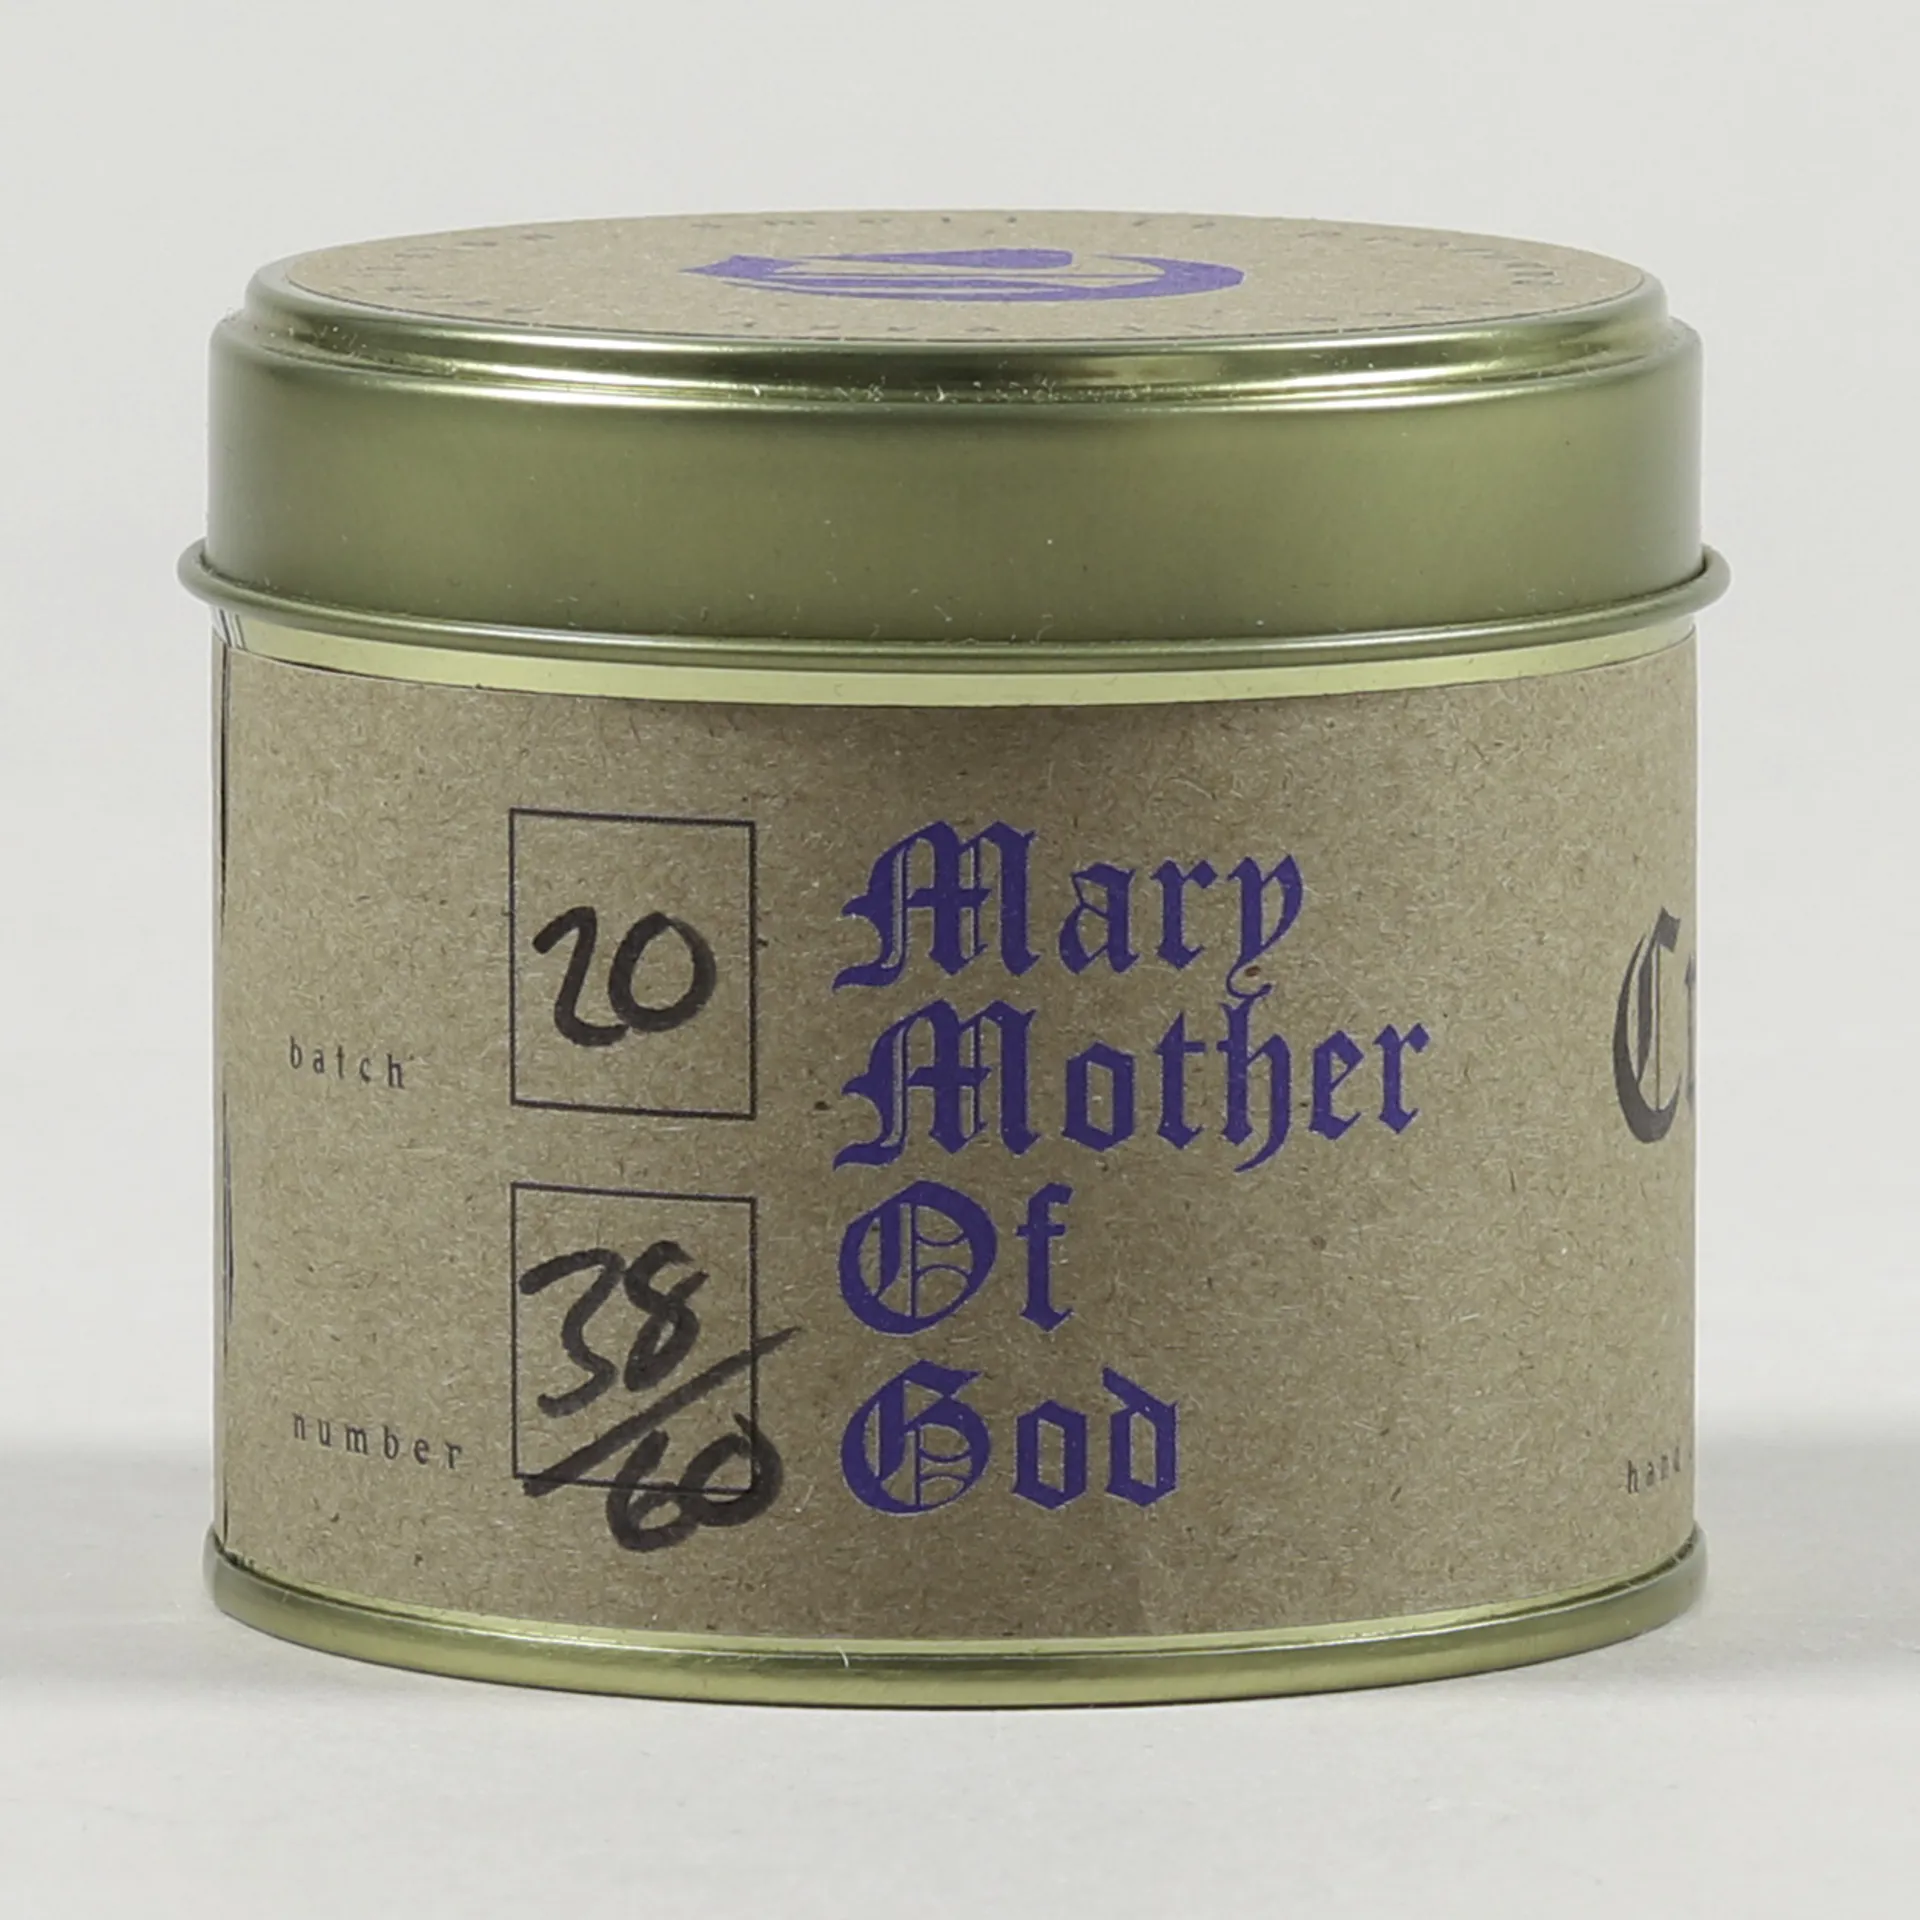 20
batch
38/60
number
Mary
Mother
Of
God